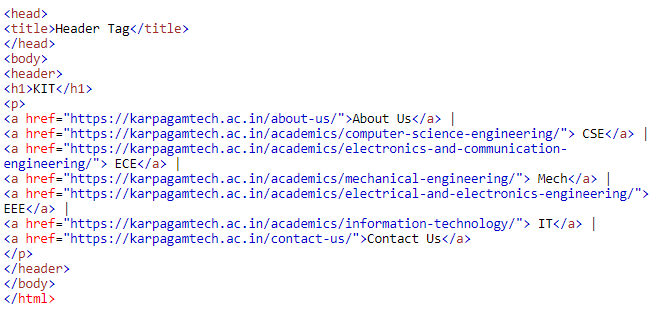 <head>
<title>Header Tag</title>
</head>
<body>
<header>
<h1>KIT</h1>
<p>
<a href="https://karpagamtech.ac.in/about-us/">About Us</a> |
<a href="https://karpagamtech.ac.in/academics/computer-science-engineering/"> CSE</a> |
<a href="https://karpagamtech.ac.in/academics/electronics-and-communication-
engineering/"> ECE</a> |
<a href="https://karpagamtech.ac.in/academics/mechanical-engineering/"> Mech</a> |
<a href="https://karpagamtech.ac.in/academics/electrical-and-electronics-engineering/">
EEE</a> |
<a href="https://karpagamtech.ac.in/academics/information-technology/"> IT</a> |
<a href="https://karpagamtech.ac.in/contact-us/">Contact Us</a>
</p>
</header>
</body>
</html>